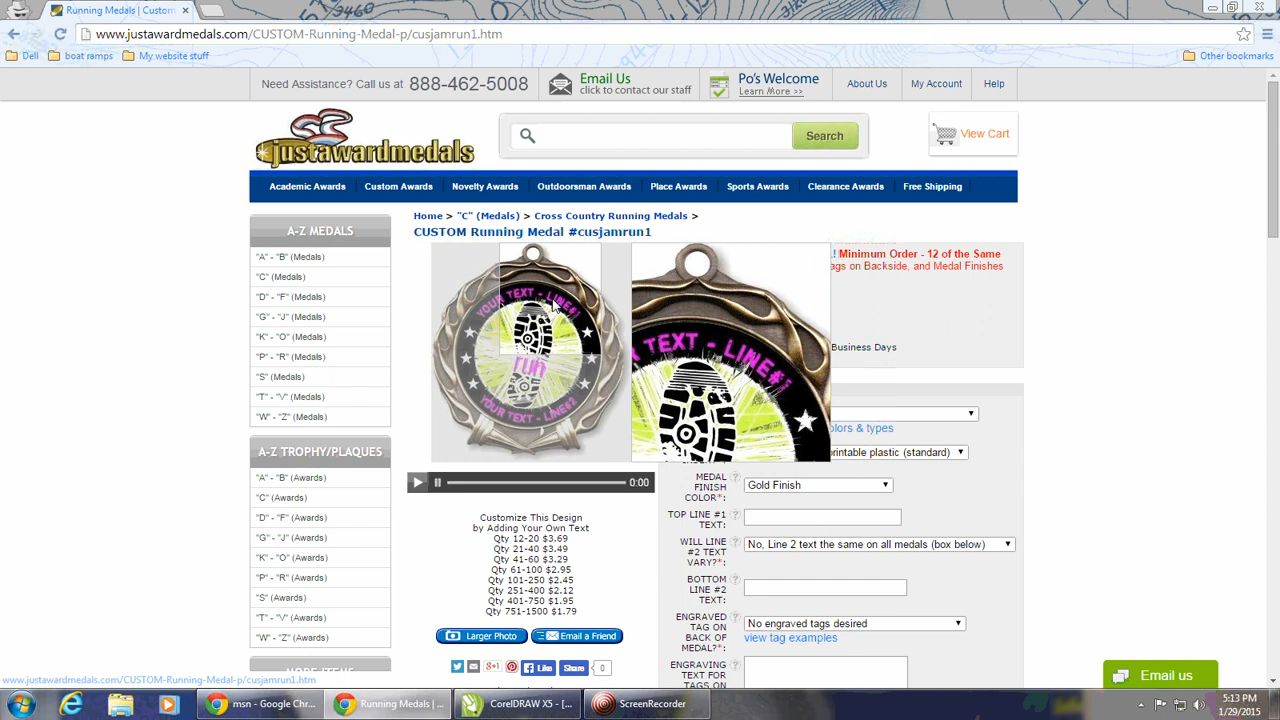 Running Medals | Custom
www.justawardmedals.com/CUSTOM-Running-Medal-p/cusjamrun1.htm
Dell boat ramps My website stuff Other bookmarks
Need Assistance? Call us at 888-462-5008
Email Us
click to contact our staff
Po's Welcome
Learn More >>
About Us My Account Help
justawardmedals
Search
View Cart
Academic Awards Custom Awards Novelty Awards Outdoorsman Awards Place Awards Sports Awards Clearance Awards Free Shipping
A-Z MEDALS
"A" - "B" (Medals)
"C" (Medals)
"D" - "F" (Medals)
"G" - "J" (Medals)
"K" - "O" (Medals)
"P" - "R" (Medals)
"S" (Medals)
"T" - "V" (Medals)
"W" - "Z" (Medals)
A-Z TROPHY/PLAQUES
"A" - "B" (Awards)
"C" (Awards)
"D" - "F" (Awards)
"G" - "J" (Awards)
"K" - "O" (Awards)
"P" - "R" (Awards)
"S" (Awards)
"T" - "V" (Awards)
"W" - "Z" (Awards)
MORE ITEMS
Home > "C" (Medals) > Cross Country Running Medals >
CUSTOM Running Medal #cusjamrun1
YOUR TEXT - LINE#1
run
YOUR TEXT - LINE#2
TEXT - LINE#1
! Minimum Order - 12 of the Same
ags on Backside, and Medal Finishes
Business Days
0:00
Customize This Design
by Adding Your Own Text
Qty 12-20 $3.69
Qty 21-40 $3.49
Qty 41-60 $3.29
Qty 61-100 $2.95
Qty 101-250 $2.45
Qty 251-400 $2.12
Qty 401-750 $1.95
Qty 751-1500 $1.79
Larger Photo Email a Friend
Like Share 0
olors & types
printable plastic (standard)
MEDAL
FINISH
COLOR*:
Gold Finish
TOP LINE #1
TEXT:
WILL LINE
#2 TEXT
VARY?*:
No, Line 2 text the same on all medals (box below)
BOTTOM
LINE #2
TEXT:
ENGRAVED
TAG ON
BACK OF
MEDAL?*:
No engraved tags desired
view tag examples
ENGRAVING
TEXT FOR
TAGS ON
Email us
www.justawardmedals.com/CUSTOM-Running-Medal-p/cusjamrun1.htm
msn - Google Chr...
Running Medals | ...
CorelDRAW X5 - [...
ScreenRecorder
5:13 PM
1/29/2015